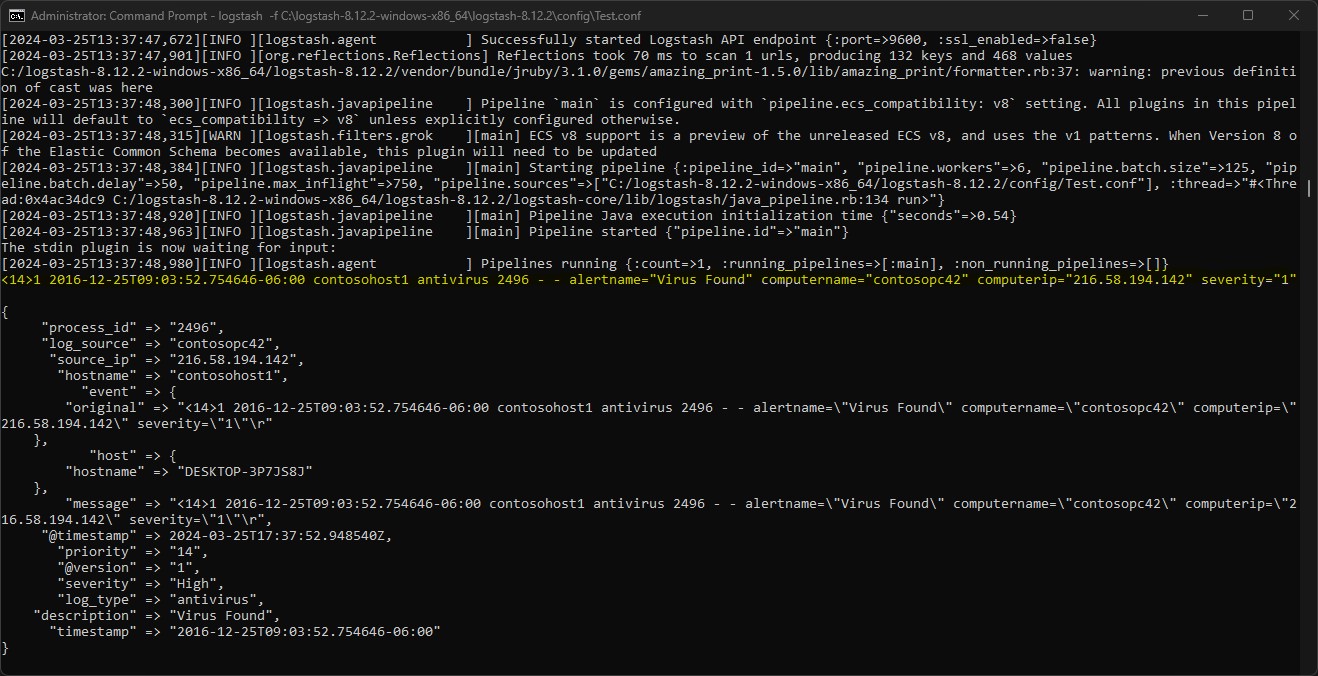 Administrator: Command Prompt - logstash  -f C:\logstash-8.12.2-windows-x86_64\logstash-8.12.2\config\Test.conf
[2024-03-25T13:37:47,672][INFO ][logstash.agent           ] Successfully started Logstash API endpoint {:port=>9600, :ssl_enabled=>false}
[2024-03-25T13:37:47,901][INFO ][org.reflections.Reflections] Reflections took 70 ms to scan 1 urls, producing 132 keys and 468 values
C:/logstash-8.12.2-windows-x86_64/logstash-8.12.2/vendor/bundle/jruby/3.1.0/gems/amazing_print-1.5.0/lib/amazing_print/formatter.rb:37: warning: previous definiti
on of cast was here
[2024-03-25T13:37:48,300][INFO ][logstash.javapipeline    ] Pipeline `main` is configured with `pipeline.ecs_compatibility: v8` setting. All plugins in this pipel
ine will default to `ecs_compatibility => v8` unless explicitly configured otherwise.
[2024-03-25T13:37:48,315][WARN ][logstash.filters.grok    ][main] ECS v8 support is a preview of the unreleased ECS v8, and uses the v1 patterns. When Version 8 o
f the Elastic Common Schema becomes available, this plugin will need to be updated
[2024-03-25T13:37:48,384][INFO ][logstash.javapipeline    ][main] Starting pipeline {:pipeline_id=>"main", "pipeline.workers"=>6, "pipeline.batch.size"=>125, "pip
eline.batch.delay"=>50, "pipeline.max_inflight"=>750, "pipeline.sources"=>["C:/logstash-8.12.2-windows-x86_64/logstash-8.12.2/config/Test.conf"], :thread=>"#<Thre
ad:0x4ac34dc9 C:/logstash-8.12.2-windows-x86_64/logstash-8.12.2/logstash-core/lib/logstash/java_pipeline.rb:134 run>"}
[2024-03-25T13:37:48,920][INFO ][logstash.javapipeline    ][main] Pipeline Java execution initialization time {"seconds"=>0.54}
[2024-03-25T13:37:48,963][INFO ][logstash.javapipeline    ][main] Pipeline started {"pipeline.id"=>"main"}
The stdin plugin is now waiting for input:
[2024-03-25T13:37:48,980][INFO ][logstash.agent           ] Pipelines running {:count=>1, :running_pipelines=>[:main], :non_running_pipelines=>[]}
<14>1 2016-12-25T09:03:52.754646-06:00 contosohost1 antivirus 2496 - - alertname="Virus Found" computername="contosopc42" computerip="216.58.194.142" severity="1"
{
     "process_id" => "2496",
     "log_source" => "contosopc42",
      "source_ip" => "216.58.194.142",
       "hostname" => "contosohost1",
          "event" => {
        "original" => "<14>1 2016-12-25T09:03:52.754646-06:00 contosohost1 antivirus 2496 - - alertname=\"Virus Found\" computername=\"contosopc42\" computerip=\"
216.58.194.142\" severity=\"1\"\r"
    },
           "host" => {
        "hostname" => "DESKTOP-3P7JS8J"
    },
        "message" => "<14>1 2016-12-25T09:03:52.754646-06:00 contosohost1 antivirus 2496 - - alertname=\"Virus Found\" computername=\"contosopc42\" computerip=\"2
16.58.194.142\" severity=\"1\"\r",
     "@timestamp" => 2024-03-25T17:37:52.948540Z,
       "priority" => "14",
       "@version" => "1",
       "severity" => "High",
       "log_type" => "antivirus",
    "description" => "Virus Found",
      "timestamp" => "2016-12-25T09:03:52.754646-06:00"
}